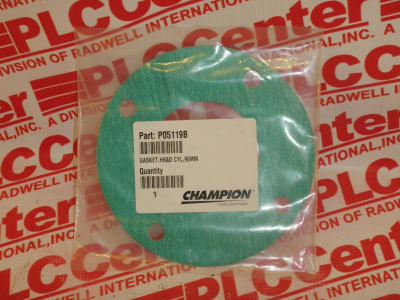 PLCCenter
A DIVISION OF RADWELL INTERNATIONAL, INC.
Part: P05119B
GASKET, HEAD CYL, 90MM
Quantity
1
CHAMPION